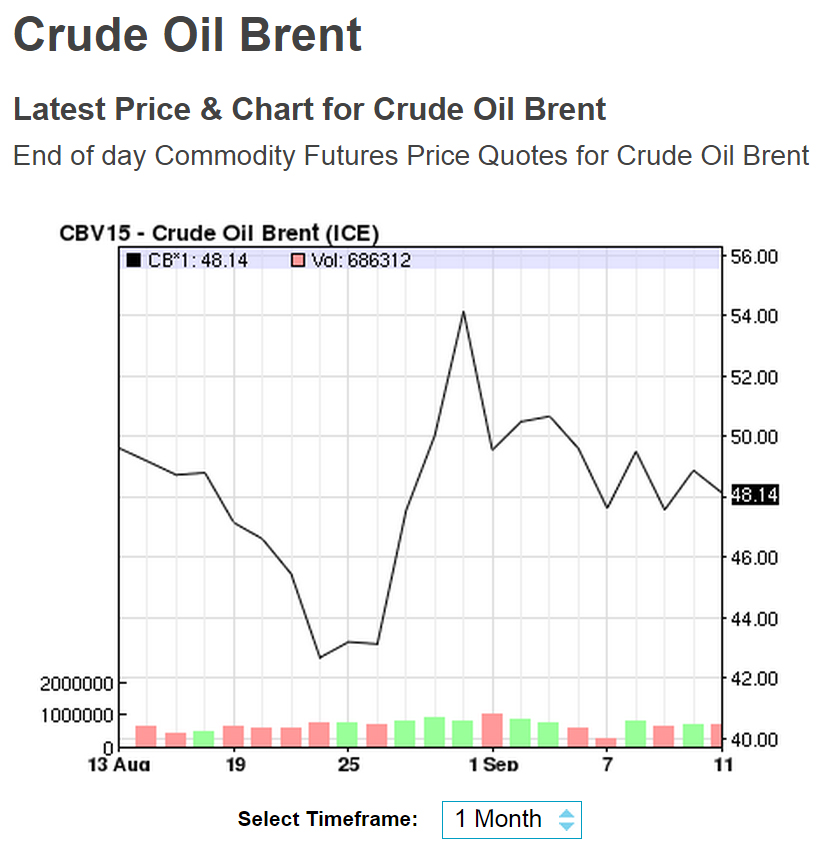 Crude Oil Brent
Latest Price & Chart for Crude Oil Brent
End of day Commodity Futures Price Quotes for Crude Oil Brent
CBV15 - Crude Oil Brent (ICE)
CB*1: 48.14 Vol: 686312
56.00
54.00
52.00
50.00
48.14
46.00
44.00
42.00
40.00
2000000
1000000
0
13 Aug 19 25 1 Sep 7 11
Select Timeframe: 1 Month